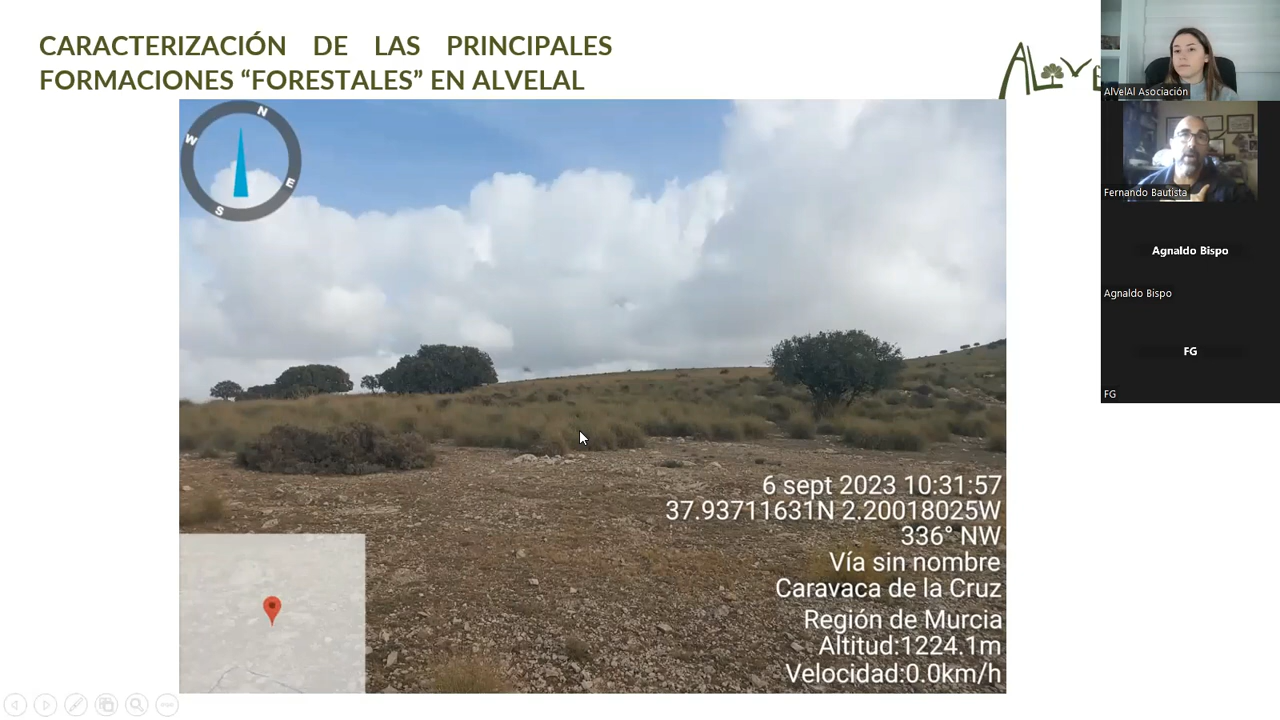 CARACTERIZACIÓN DE LAS PRINCIPALES
FORMACIONES “FORESTALES” EN ALVELAL
N
W
E
S
6 sept 2023 10:31:57
37.93711631N 2.20018025W
336° NW
Vía sin nombre
Caravaca de la Cruz
Región de Murcia
Altitud:1224.1m
Velocidad:0.0km/h
AlVelAl Asociación
Fernando Bautista
Agnaldo Bispo
Agnaldo Bispo
FG
FG